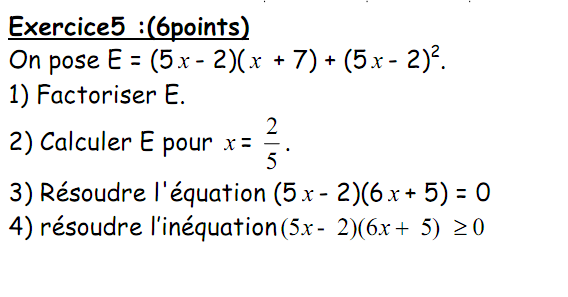 Exercice5 :(6points)
On pose E = (5x - 2)(x + 7) + (5x - 2)².
1) Factoriser E.
2) Calculer E pour x = 2/5.
3) Résoudre l'équation (5x - 2)(6x + 5) = 0
4) résoudre l'inéquation(5x - 2)(6x + 5) ≥ 0